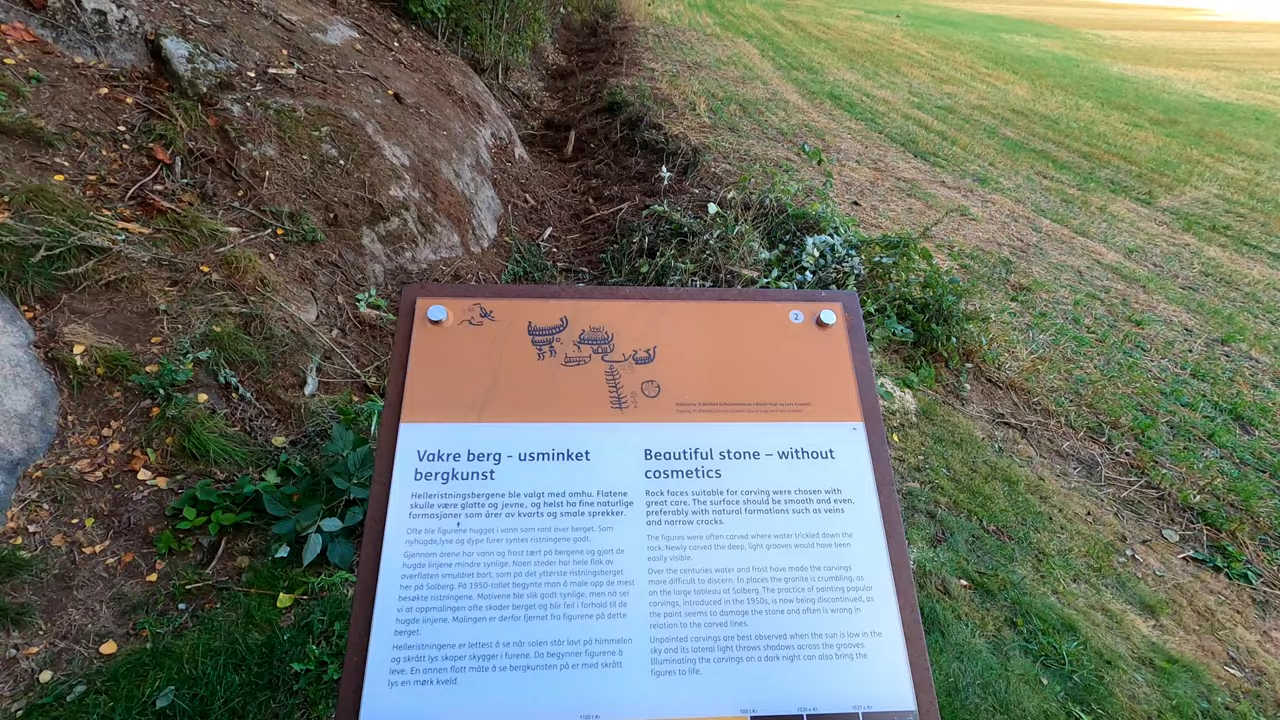 2
Vakre berg - usminket
bergkunst
Helleristningsbergene ble valgt med omhu. Flatene
skulle være glatte og jevne, og helst ha fine naturlige
formasjoner som årer av kvarts og smale sprekker.
Ofte ble figurene hugget i vann som rant over berget. Som
nyhugde, lyse og dype furer syntes ristningene godt.
Gjennom årene har vann og frost tært på bergene og gjort de
hugde linjene mindre synlige. Noen steder har hele flak av
overflaten smuldret bort, som på det ytterste ristningsberget
her på Solberg. På 1950-tallet begynte man å male opp de mest
besøkte ristningene. Motivene ble slik godt synlige, men nå ser
vi at oppmalingen ofte skader berget og blir feil i forhold til de
hugde linjene. Malingen er derfor fjernet fra figurene på dette
berget.
Helleristningene er lettest å se når solen står lavt på himmelen
og skrått lys skaper skygger i furene. Da begynner figurene å
leve. En annen flott måte å se bergkunsten på er med skrått
lys en mørk kveld.
Beautiful stone – without
cosmetics
Rock faces suitable for carving were chosen with
great care. The surface should be smooth and even,
preferably with natural formations such as veins
and narrow cracks.
The figures were often carved where water trickled down the
rock. Newly carved the deep, light grooves would have been
easily visible.
Over the centuries water and frost have made the carvings
more difficult to discern. In places the granite is crumbling, as
on the large tableau at Solberg. The practice of painting popular
carvings, introduced in the 1950s, is now being discontinued, as
the paint seems to damage the stone and often is wrong in
relation to the carved lines.
Unpainted carvings are best observed when the sun is low in the
sky and its lateral light throws shadows across the grooves.
Illuminating the carvings on a dark night can also bring the
figures to life.
1100 f.Kr 500 f.Kr 1030 e.Kr 1537 e.Kr